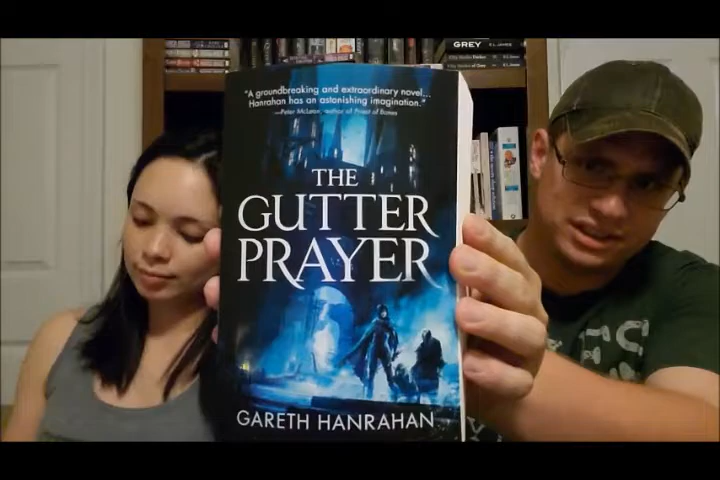 GREY E L JAMES
"A groundbreaking and extraordinary novel...
Hanrahan has an astonishing imagination."
—Peter McLean, author of Priest of Bones
THE
GUTTER
PRAYER
GARETH HANRAHAN